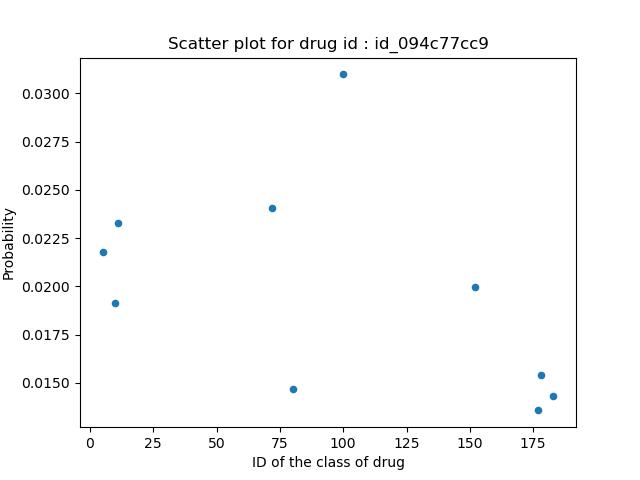 Scatter plot for drug id : id_094c77cc9
0.0300
0.0275
0.0250
0.0225
0.0200
0.0175
0.0150
Probability
0 25 50 75 100 125 150 175
ID of the class of drug